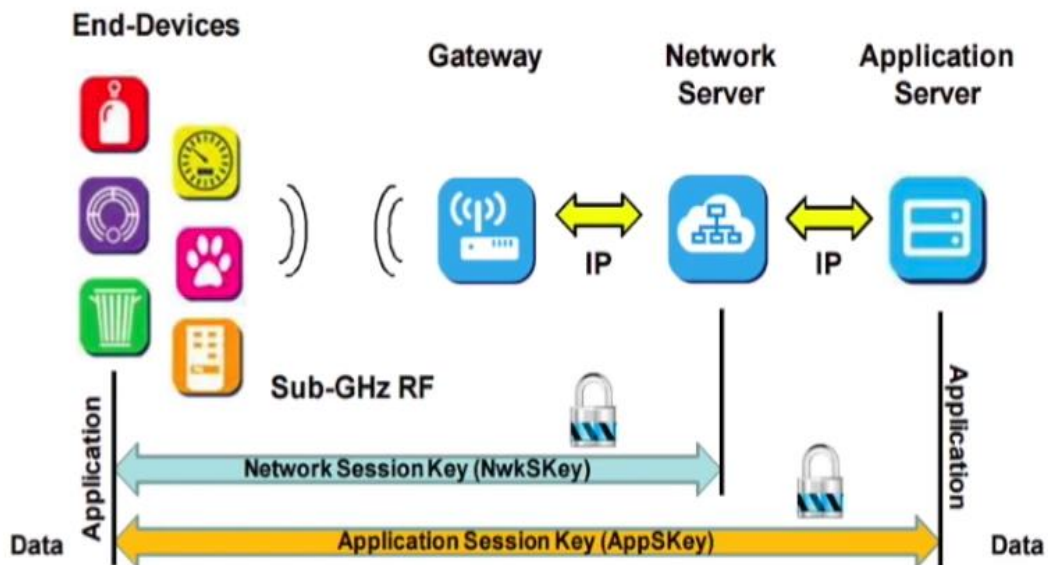 End-Devices
Gateway
Network
Server
Application
Server
IP
IP
Sub-GHz RF
Application
Application
Network Session Key (NwkSKey)
Application Session Key (AppSKey)
Data
Data